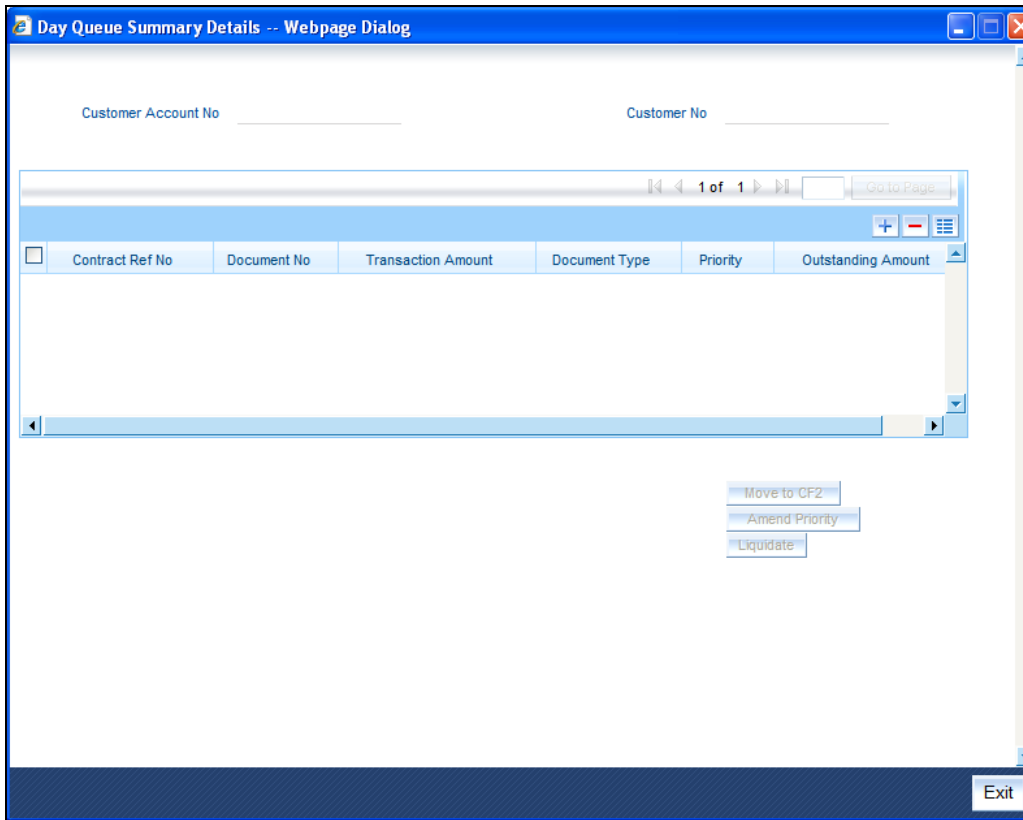 Day Queue Summary Details -- Webpage Dialog
Customer Account No
Customer No
1 of 1
Go to Page
Contract Ref No Document No Transaction Amount Document Type Priority Outstanding Amount
Move to CF2
Amend Priority
Liquidate
Exit